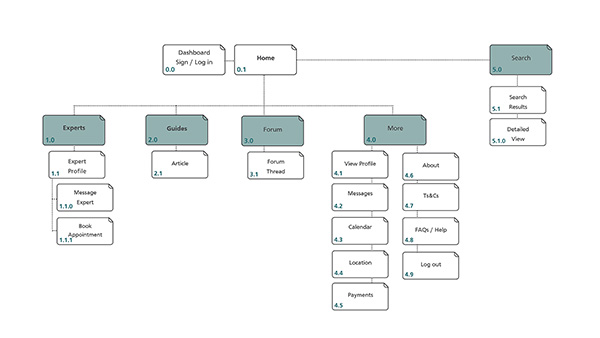 Dashboard
Sign / Log in
0.0
Home
0.1
Search
5.0
Search
Results
5.1
Detailed
View
5.1.0
Experts
1.0
Guides
2.0
Forum
3.0
More
4.0
Expert
Profile
1.1
Message
Expert
1.1.0
Book
Appointment
1.1.1
Article
2.1
Forum
Thread
3.1
View Profile
4.1
Messages
4.2
Calendar
4.3
Location
4.4
Payments
4.5
About
4.6
Ts&Cs
4.7
FAQs / Help
4.8
Log out
4.9